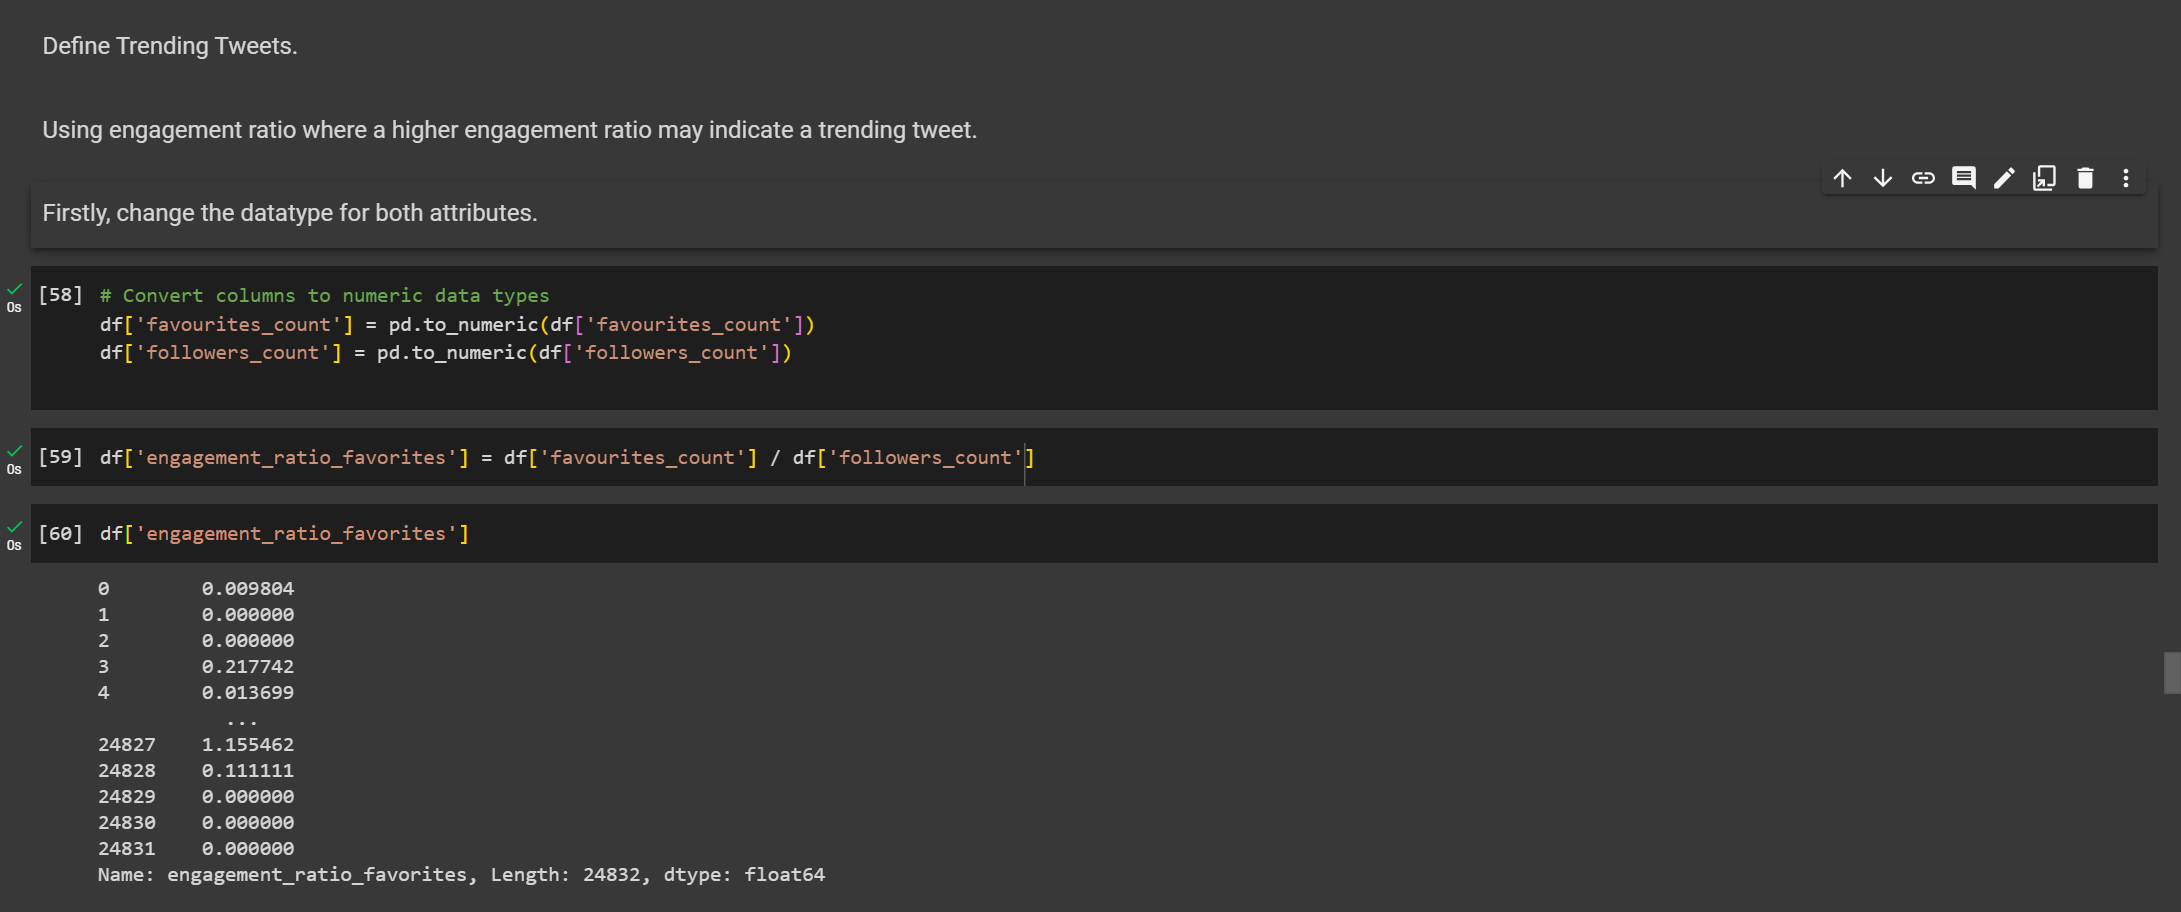 Define Trending Tweets.
Using engagement ratio where a higher engagement ratio may indicate a trending tweet.
Firstly, change the datatype for both attributes.
0s
[58] # Convert columns to numeric data types
df['favourites_count'] = pd.to_numeric(df['favourites_count'])
df['followers_count'] = pd.to_numeric(df['followers_count'])
0s
[59] df['engagement_ratio_favorites'] = df['favourites_count'] / df['followers_count']
0s
[60] df['engagement_ratio_favorites']
0 0.009804
1 0.000000
2 0.000000
3 0.217742
4 0.013699
...
24827 1.155462
24828 0.111111
24829 0.000000
24830 0.000000
24831 0.000000
Name: engagement_ratio_favorites, Length: 24832, dtype: float64